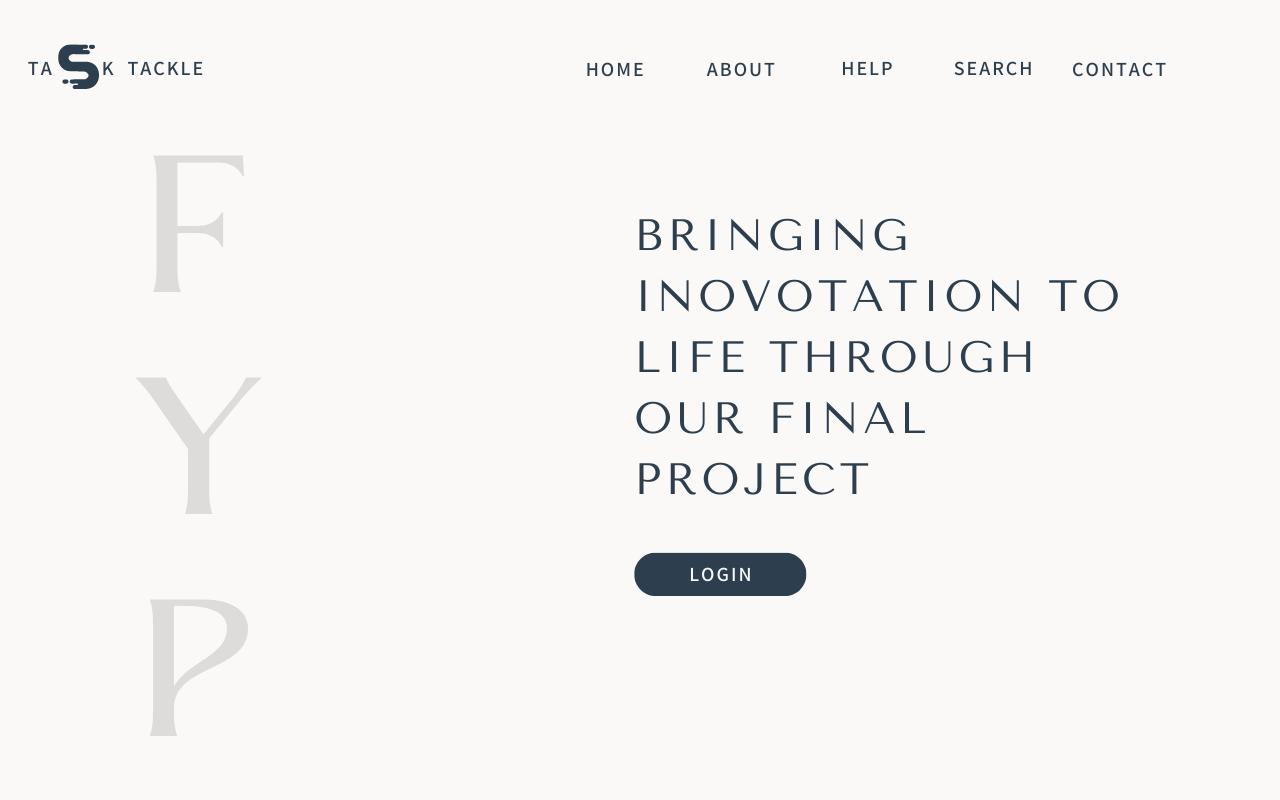 TASK TACKLE
HOME ABOUT HELP SEARCH CONTACT
F
Y
P
BRINGING
INOVOTATION TO
LIFE THROUGH
OUR FINAL
PROJECT
LOGIN